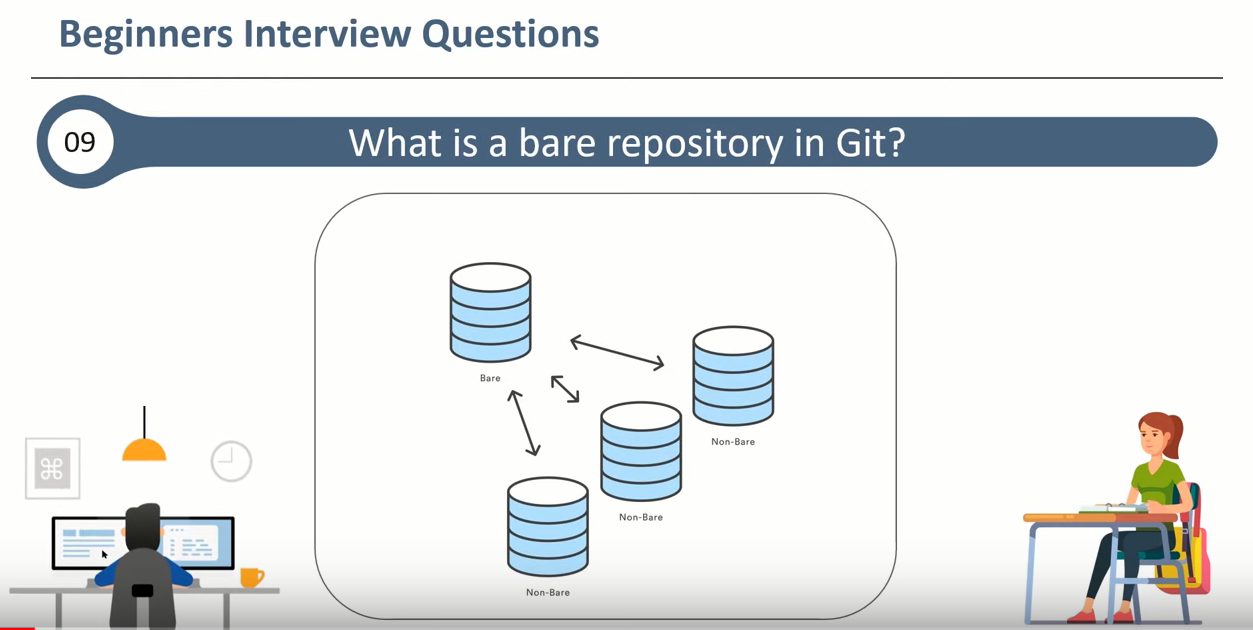 Beginners Interview Questions
09
What is a bare repository in Git?
Bare
Non-Bare
Non-Bare
Non-Bare